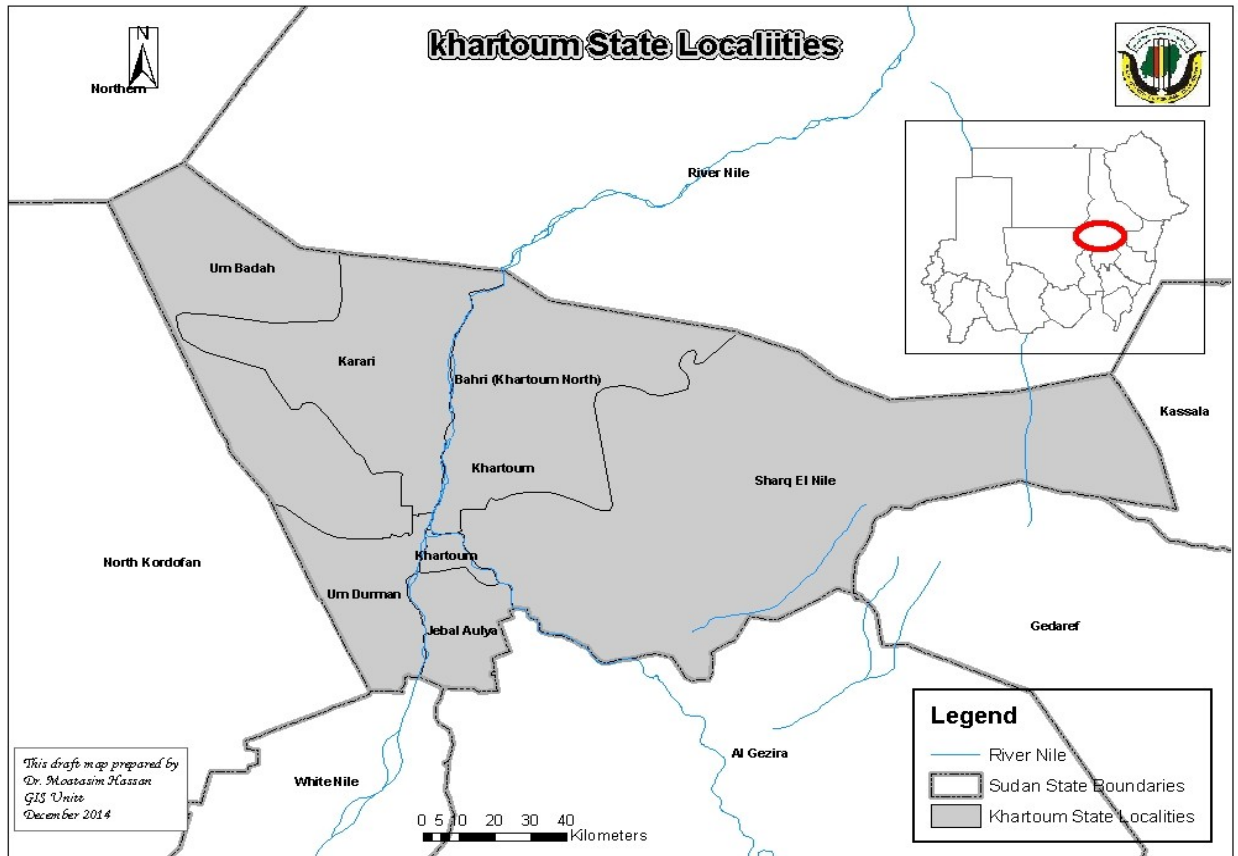 khartoum State Localiities
N
Northern
River Nile
Um Badah
Karari
Bahri (Khartoum North)
Kassala
Khartoum
Sharq El Nile
Khartoum
North Kordofan
Um Durman
Jebal Aulya
Gedaref
Al Gezira
White Nile
This draft map prepared by
Dr. Moatasim Hassan
GIS Unitt
December 2014
0 5 10 20 30 40
Kilometers
Legend
River Nile
Sudan State Boundaries
Khartoum State Localities